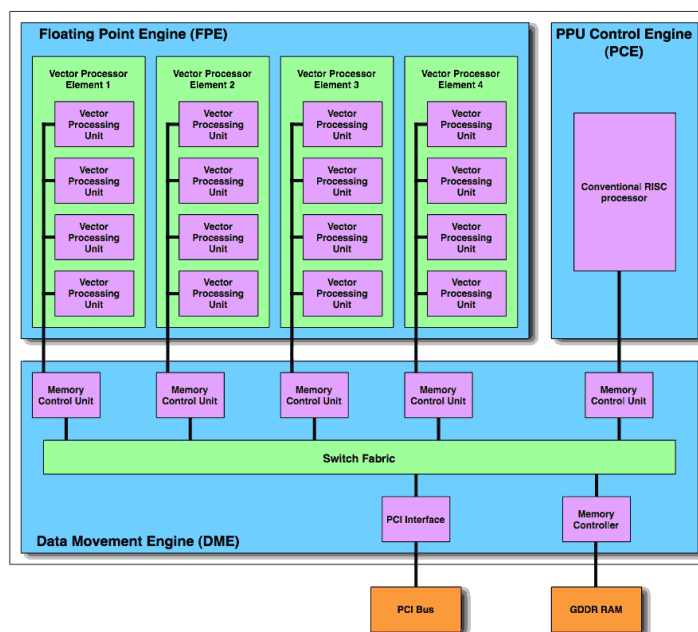 Floating Point Engine (FPE)
PPU Control Engine
(PCE)
Vector Processor
Element 1
Vector Processor
Element 2
Vector Processor
Element 3
Vector Processor
Element 4
Vector
Processing
Unit
Vector
Processing
Unit
Vector
Processing
Unit
Vector
Processing
Unit
Vector
Processing
Unit
Vector
Processing
Unit
Vector
Processing
Unit
Vector
Processing
Unit
Vector
Processing
Unit
Vector
Processing
Unit
Vector
Processing
Unit
Vector
Processing
Unit
Vector
Processing
Unit
Vector
Processing
Unit
Vector
Processing
Unit
Vector
Processing
Unit
Conventional RISC
processor
Memory
Control Unit
Memory
Control Unit
Memory
Control Unit
Memory
Control Unit
Memory
Control Unit
Switch Fabric
PCI Interface
Memory
Controller
Data Movement Engine (DME)
PCI Bus
GDDR RAM